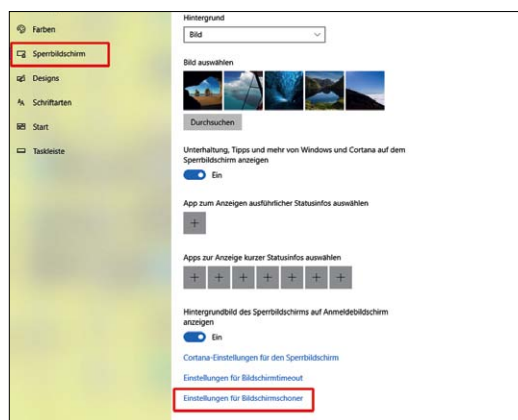 Farben
Sperrbildschirm
Designs
Schriftarten
Start
Taskleiste
Hintergrund
Bild
Bild auswählen
Durchsuchen
Unterhaltung, Tipps und mehr von Windows und Cortana auf dem
Sperrbildschirm anzeigen
Ein
App zum Anzeigen ausführlicher Statusinfos auswählen
Apps zur Anzeige kurzer Statusinfos auswählen
Hintergrundbild des Sperrbildschirms auf Anmeldebildschirm
anzeigen
Ein
Cortana-Einstellungen für den Sperrbildschirm
Einstellungen für Bildschirmtimeout
Einstellungen für Bildschirmschoner